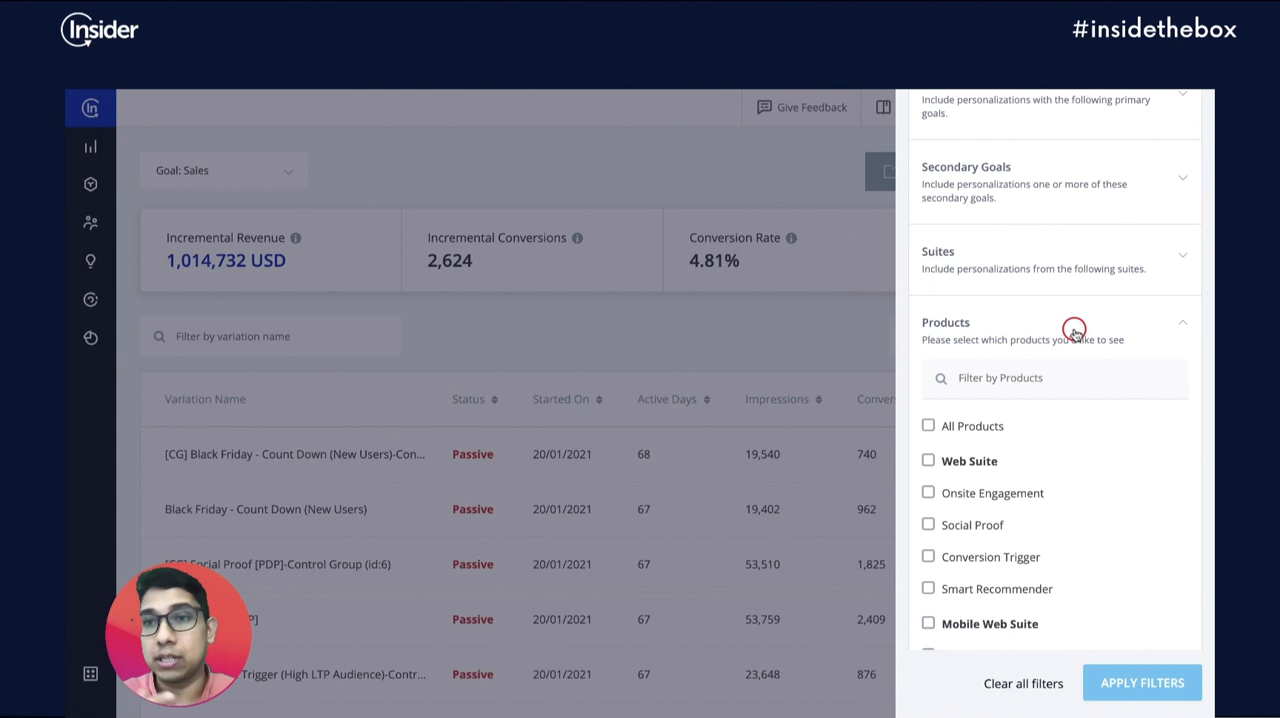 Insider
#insidethebox
In
Give Feedback
Goal: Sales
Incremental Revenue
1,014,732 USD
Incremental Conversions
2,624
Conversion Rate
4.81%
Filter by variation name
Variation Name Status Started On Active Days Impressions Conver
[CG] Black Friday - Count Down (New Users)-Con... Passive 20/01/2021 68 19,540 740
Black Friday - Count Down (New Users) Passive 20/01/2021 67 19,402 962
Social Proof [PDP]-Control Group (id:6) Passive 20/01/2021 67 53,510 1,825
P] Passive 20/01/2021 67 53,759 2,409
Trigger (High LTP Audience)-Contr... Passive 20/01/2021 67 23,648 876
Include personalizations with the following primary
goals.
Secondary Goals
Include personalizations one or more of these
secondary goals.
Suites
Include personalizations from the following suites.
Products
Please select which products like to see
Filter by Products
All Products
Web Suite
Onsite Engagement
Social Proof
Conversion Trigger
Smart Recommender
Mobile Web Suite
Clear all filters
APPLY FILTERS